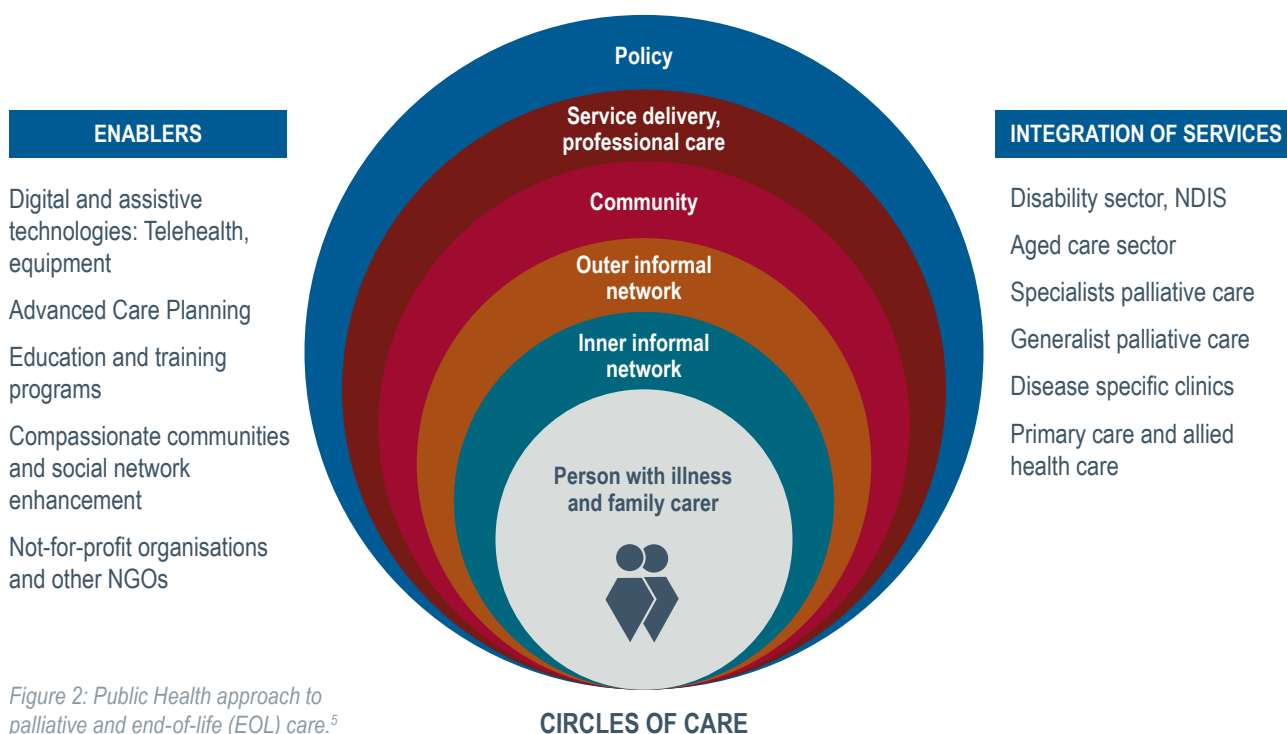 ENABLERS
Digital and assistive
technologies: Telehealth,
equipment
Advanced Care Planning
Education and training
programs
Compassionate communities
and social network
enhancement
Not-for-profit organisations
and other NGOs
Policy
Service delivery,
professional care
Community
Outer informal
network
Inner informal
network
Person with illness
and family carer
CIRCLES OF CARE
INTEGRATION OF SERVICES
Disability sector, NDIS
Aged care sector
Specialists palliative care
Generalist palliative care
Disease specific clinics
Primary care and allied
health care
Figure 2: Public Health approach to
palliative and end-of-life (EOL) care.⁵